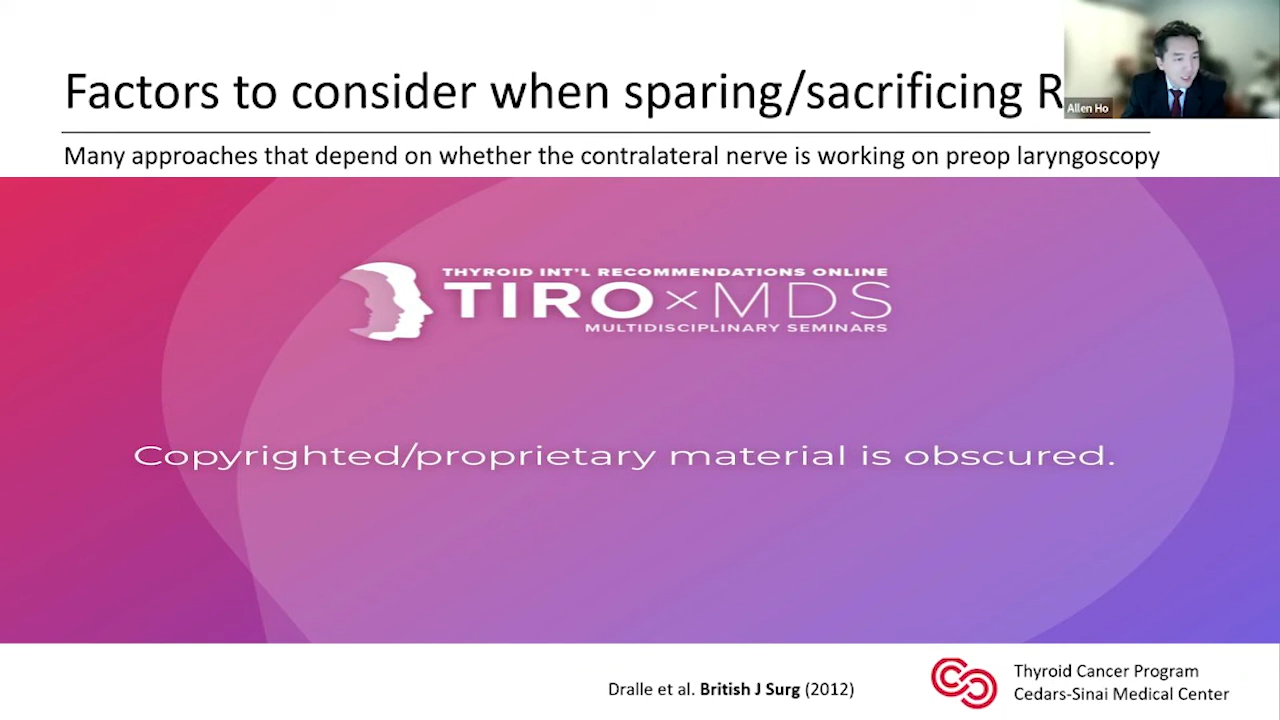 Factors to consider when sparing/sacrificing R
Allen Ho
Many approaches that depend on whether the contralateral nerve is working on preop laryngoscopy
THYROID INT'L RECOMMENDATIONS ONLINE
TIRO×MDS
MULTIDISCIPLINARY SEMINARS
Copyrighted/proprietary material is obscured.
Dralle et al. British J Surg (2012)
Thyroid Cancer Program
Cedars-Sinai Medical Center